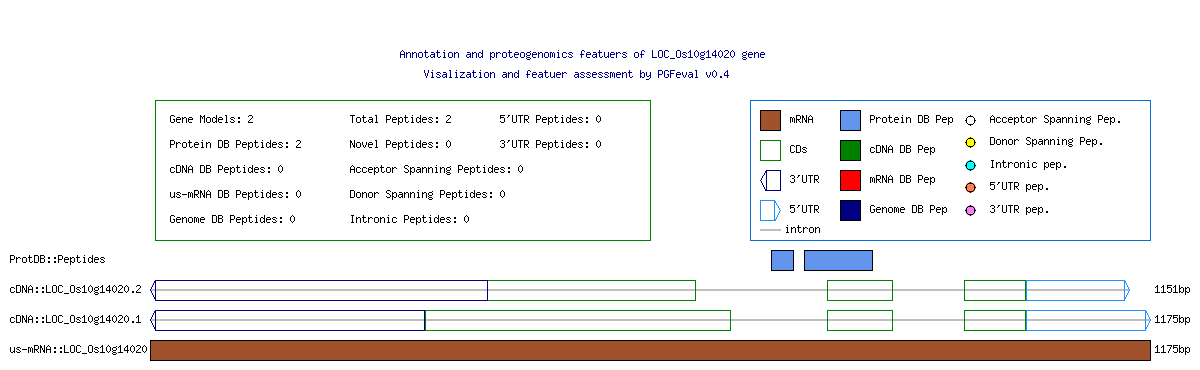 Annotation and proteogenomics featuers of LOC_Os10g14020 gene
Visalization and featuer assessment by PGFeval v0.4
Gene Models: 2 Total Peptides: 2 5'UTR Peptides: 0
Protein DB Peptides: 2 Novel Peptides: 0 3'UTR Peptides: 0
cDNA DB Peptides: 0 Acceptor Spanning Peptides: 0
us-mRNA DB Peptides: 0 Donor Spanning Peptides: 0
Genome DB Peptides: 0 Intronic Peptides: 0
mRNA Protein DB Pep Acceptor Spanning Pep.
CDs cDNA DB Pep Donor Spanning Pep.
3'UTR mRNA DB Pep Intronic pep.
5'UTR Genome DB Pep 5'UTR pep.
intron 3'UTR pep.
ProtDB::Peptides
cDNA::LOC_Os10g14020.2 1151bp
cDNA::LOC_Os10g14020.1 1175bp
us-mRNA::LOC_Os10g14020 1175bp